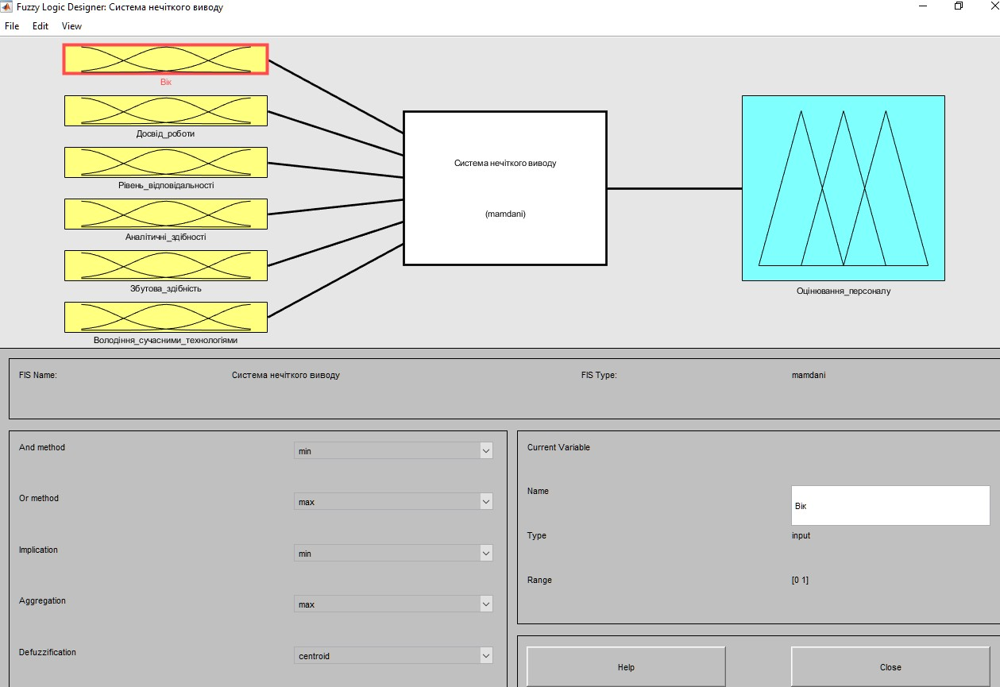 Fuzzy Logic Designer: Система нечіткого виводу
File Edit View
Вік
Досвід_роботи
Рівень_відповідальності
Аналітичні_здібності
Збутова_здібність
Володіння_сучасними_технологіями
Система нечіткого виводу
(mamdani)
Оцінювання_персоналу
FIS Name: Система нечіткого виводу FIS Type: mamdani
And method min
Or method max
Implication min
Aggregation max
Defuzzification centroid
Current Variable
Name Вік
Type input
Range [0 1]
Help Close